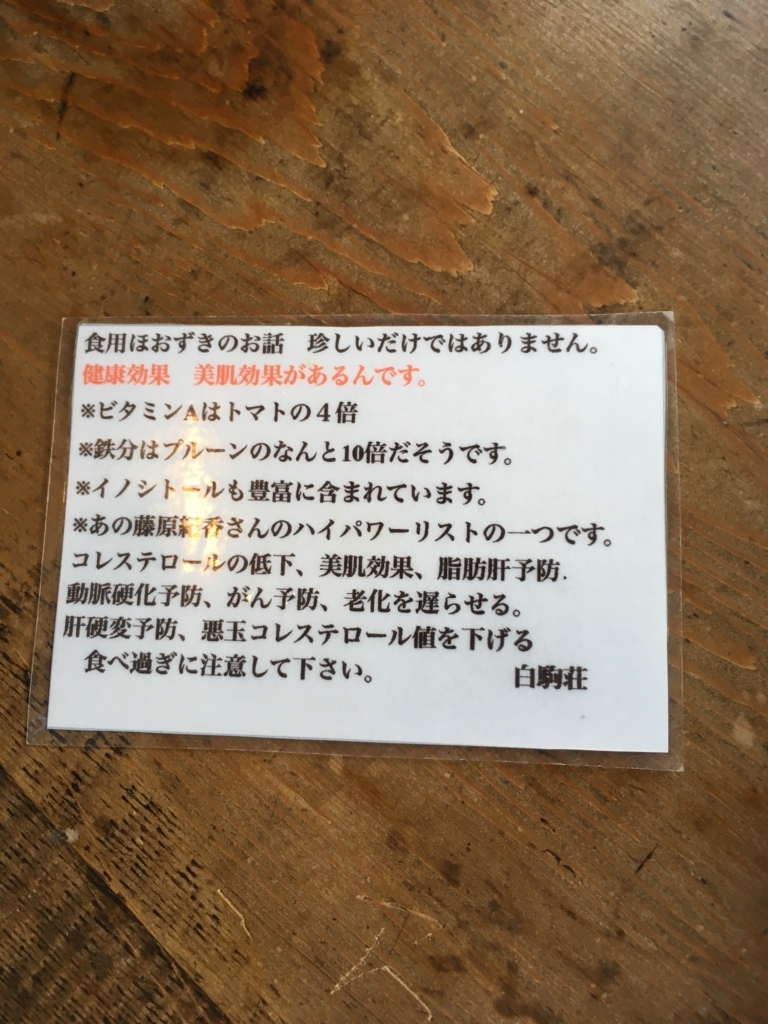 食用ほおずきのお話　珍しいだけではありません。
健康効果　美肌効果があるんです。
※ビタミンAはトマトの４倍
※鉄分はプルーンのなんと10倍だそうです。
※イノシトールも豊富に含まれています。
※あの藤原紀香さんのハイパワーリストの一つです。
コレステロールの低下、美肌効果、脂肪肝予防.
動脈硬化予防、がん予防、老化を遅らせる。
肝硬変予防、悪玉コレステロール値を下げる
食べ過ぎに注意して下さい。　白駒荘